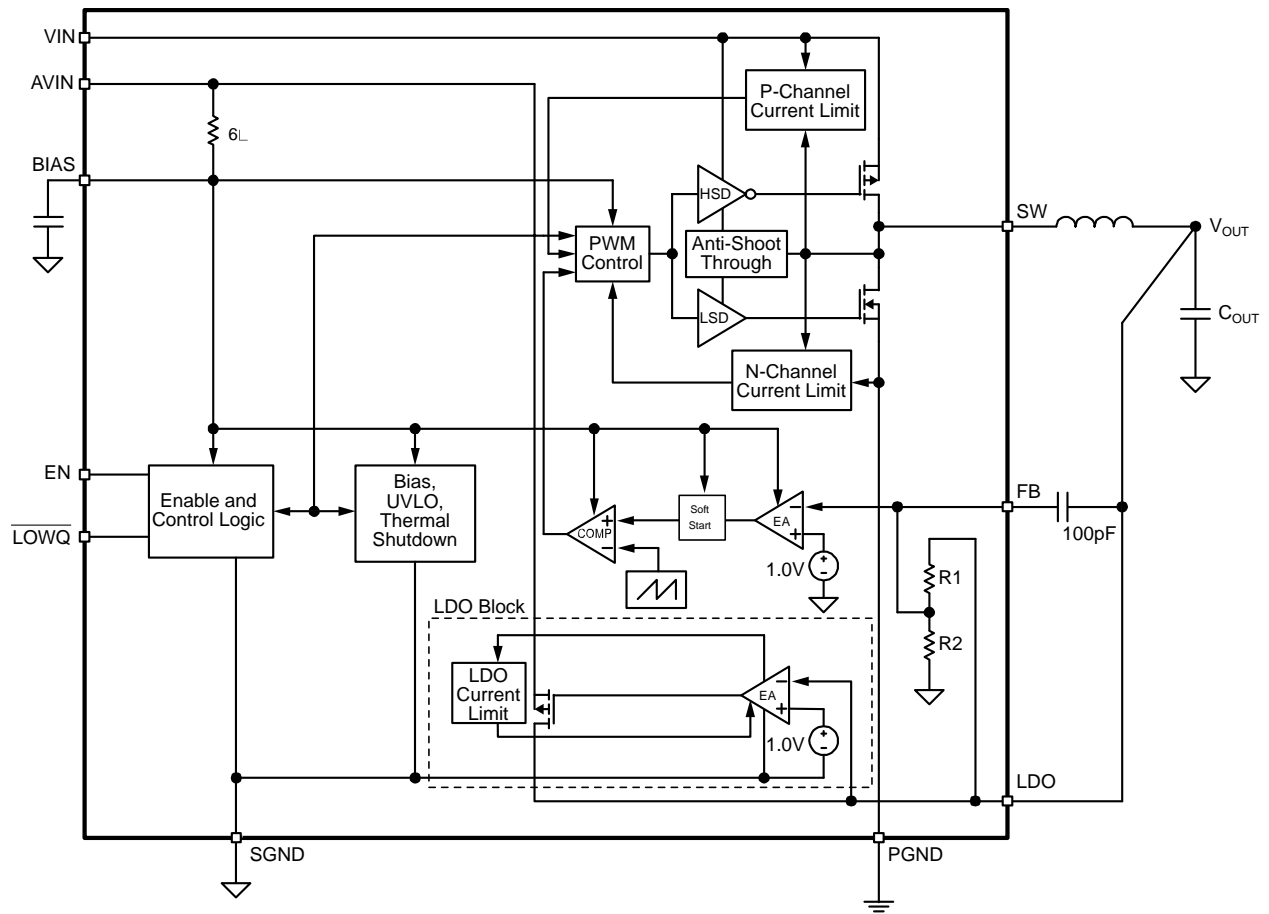 VIN
AVIN
6∟
BIAS
P-Channel
Current Limit
HSD
PWM
Control
Anti-Shoot
Through
LSD
N-Channel
Current Limit
SW
VOUT
COUT
EN
LOWQ
Enable and
Control Logic
Bias,
UVLO,
Thermal
Shutdown
COMP
+
−
Soft
Start
EA
−
+
1.0V
+
−
FB
100pF
R1
R2
LDO Block
LDO
Current
Limit
EA
−
+
1.0V
+
−
LDO
SGND
PGND